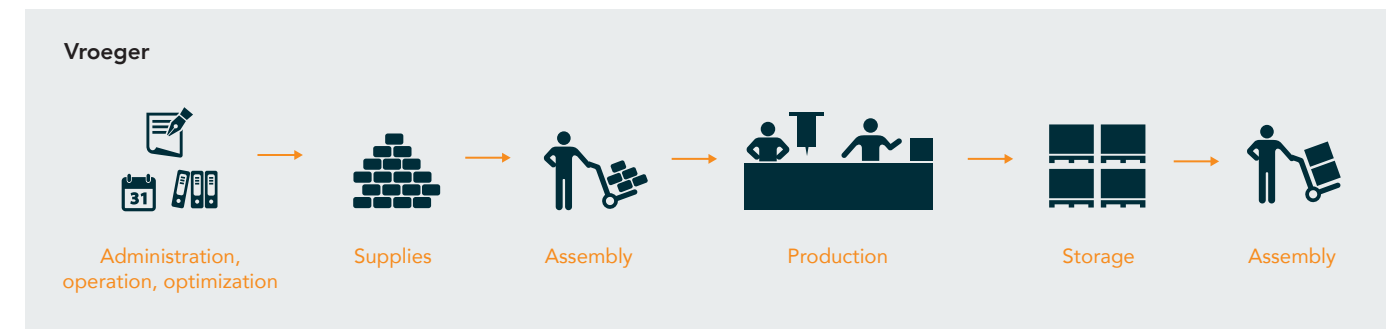 Vroeger
31
Administration,
operation, optimization
Supplies
Assembly
Production
Storage
Assembly